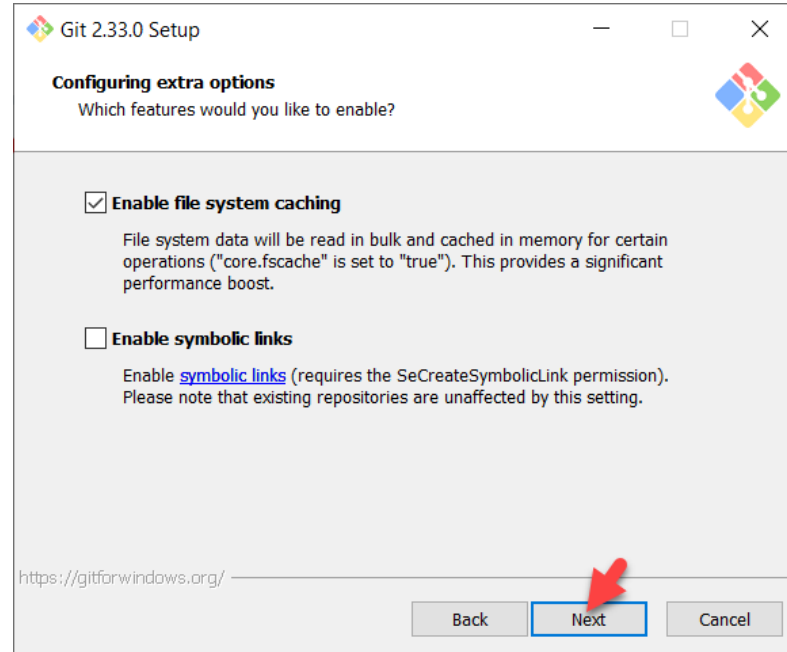 Git 2.33.0 Setup
Configuring extra options
Which features would you like to enable?
Enable file system caching
File system data will be read in bulk and cached in memory for certain
operations ("core.fscache" is set to "true"). This provides a significant
performance boost.
Enable symbolic links
Enable symbolic links (requires the SeCreateSymbolicLink permission).
Please note that existing repositories are unaffected by this setting.
https://gitforwindows.org/
Back Next Cancel